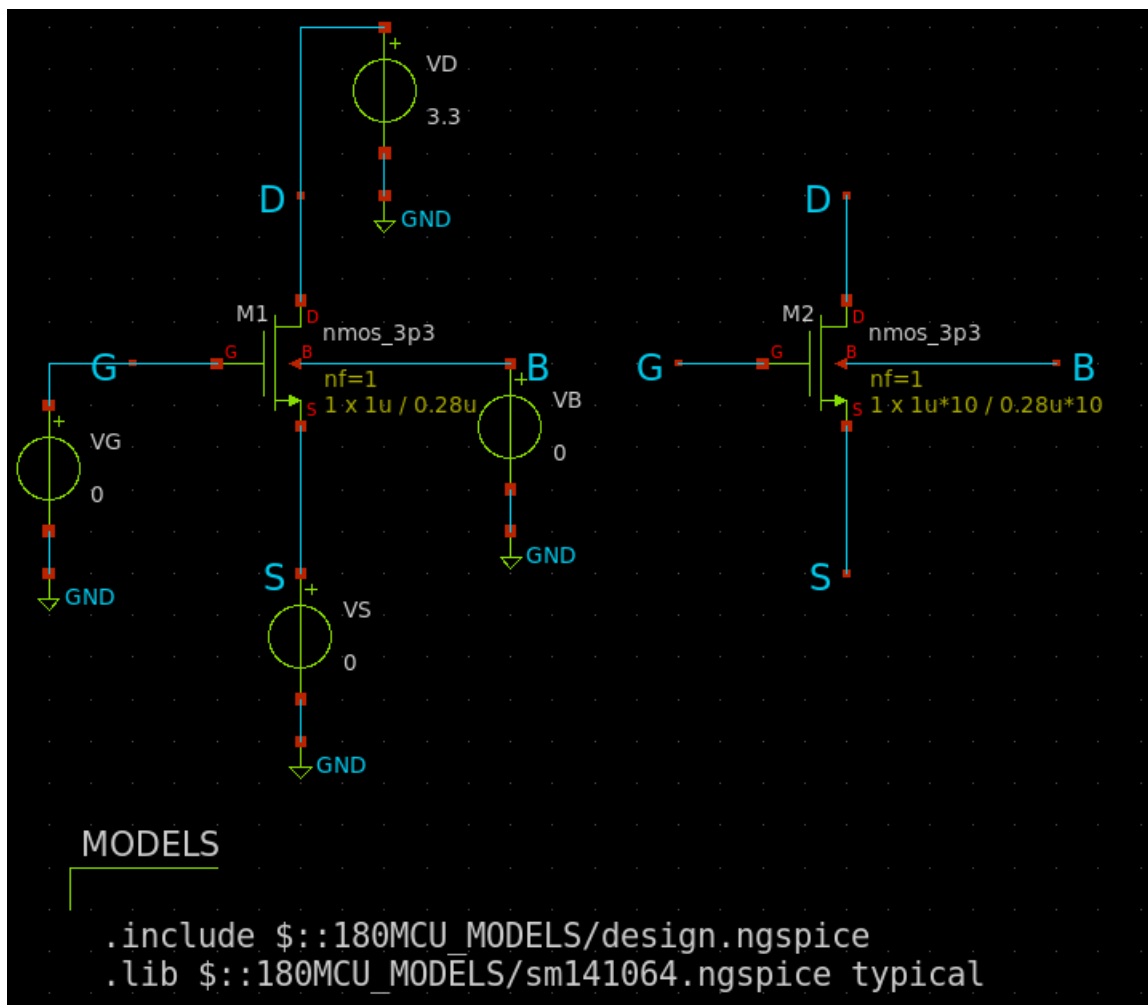 +
VD
3.3
D
GND
D
M1
D
nmos_3p3
G
G
B
B
+
nf=1
S
1 x 1u / 0.28u
VB
0
+
VG
0
GND
GND
S
+
VS
0
GND
M2
D
nmos_3p3
G
G
B
B
nf=1
S
1 x 1u*10 / 0.28u*10
S
MODELS
.include $::180MCU_MODELS/design.ngspice
.lib $::180MCU_MODELS/sm141064.ngspice typical